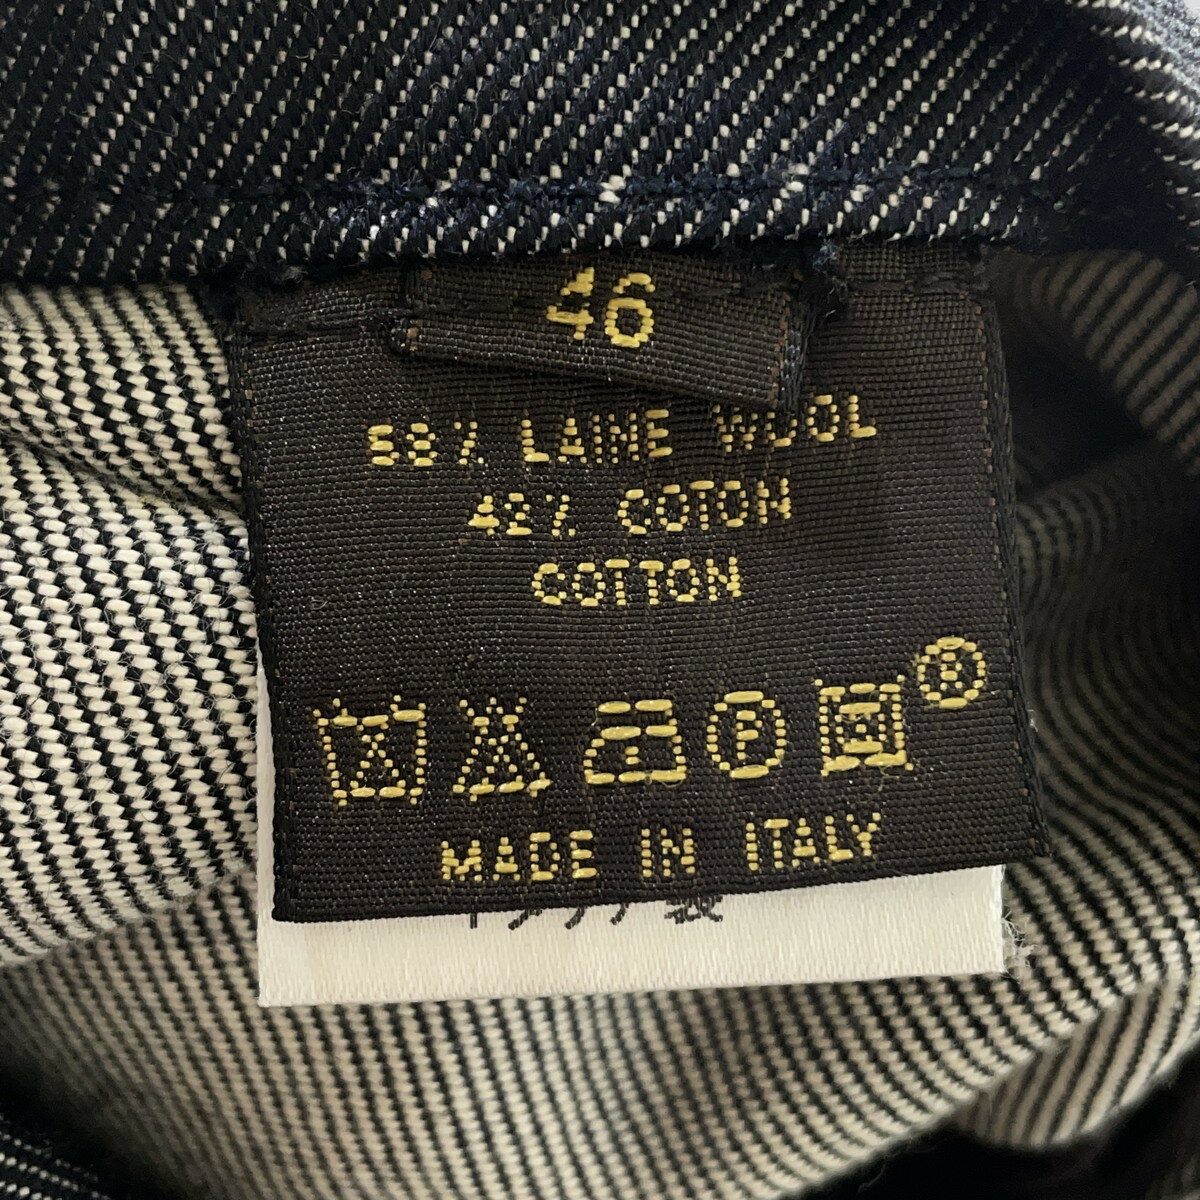 46
58% LAINE WOOL
42% COTON
COTTON
®
MADE IN ITALY